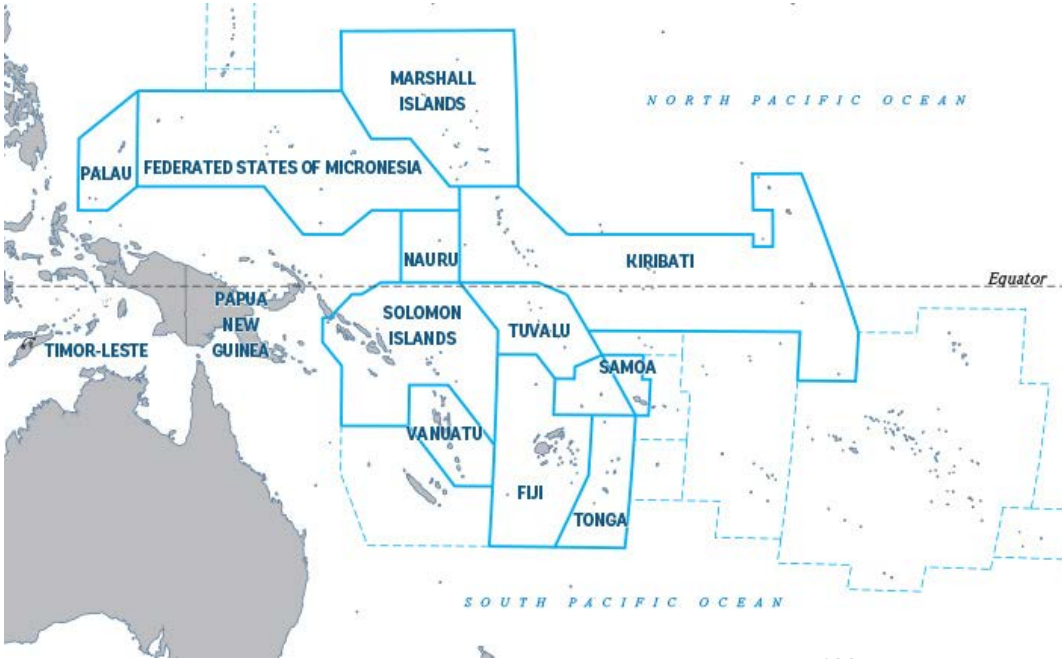 MARSHALL
ISLANDS
NORTH PACIFIC OCEAN
PALAU
FEDERATED STATES OF MICRONESIA
NAURU
KIRIBATI
Equator
PAPUA
NEW
GUINEA
SOLOMON
ISLANDS
TUVALU
TIMOR-LESTE
SAMOA
VANUATU
FIJI
TONGA
SOUTH PACIFIC OCEAN